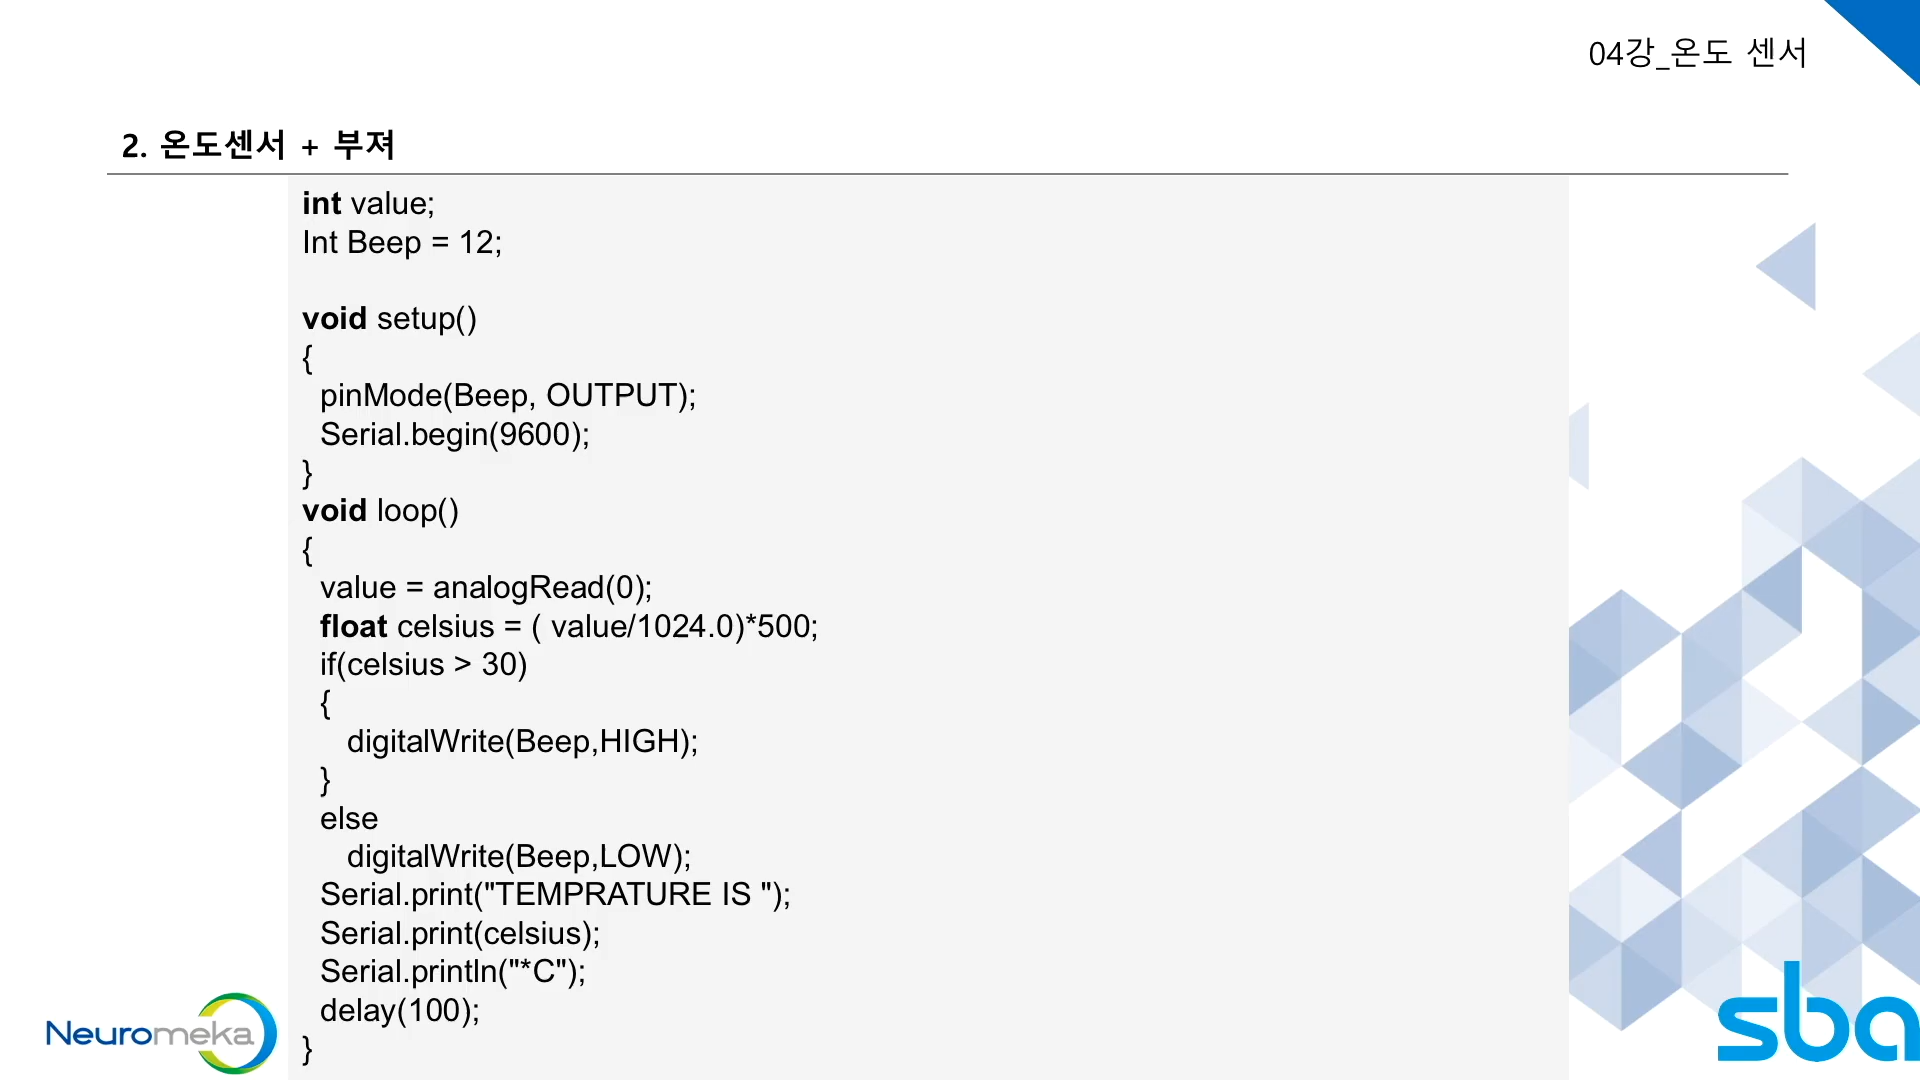 04강_온도 센서
2. 온도센서 + 부져
int value;
Int Beep = 12;
void setup()
{
pinMode(Beep, OUTPUT);
Serial.begin(9600);
}
void loop()
{
value = analogRead(0);
float celsius = ( value/1024.0)*500;
if(celsius > 30)
{
digitalWrite(Beep,HIGH);
}
else
digitalWrite(Beep,LOW);
Serial.print("TEMPRATURE IS ");
Serial.print(celsius);
Serial.println("*C");
delay(100);
}
Neuromeka
sba